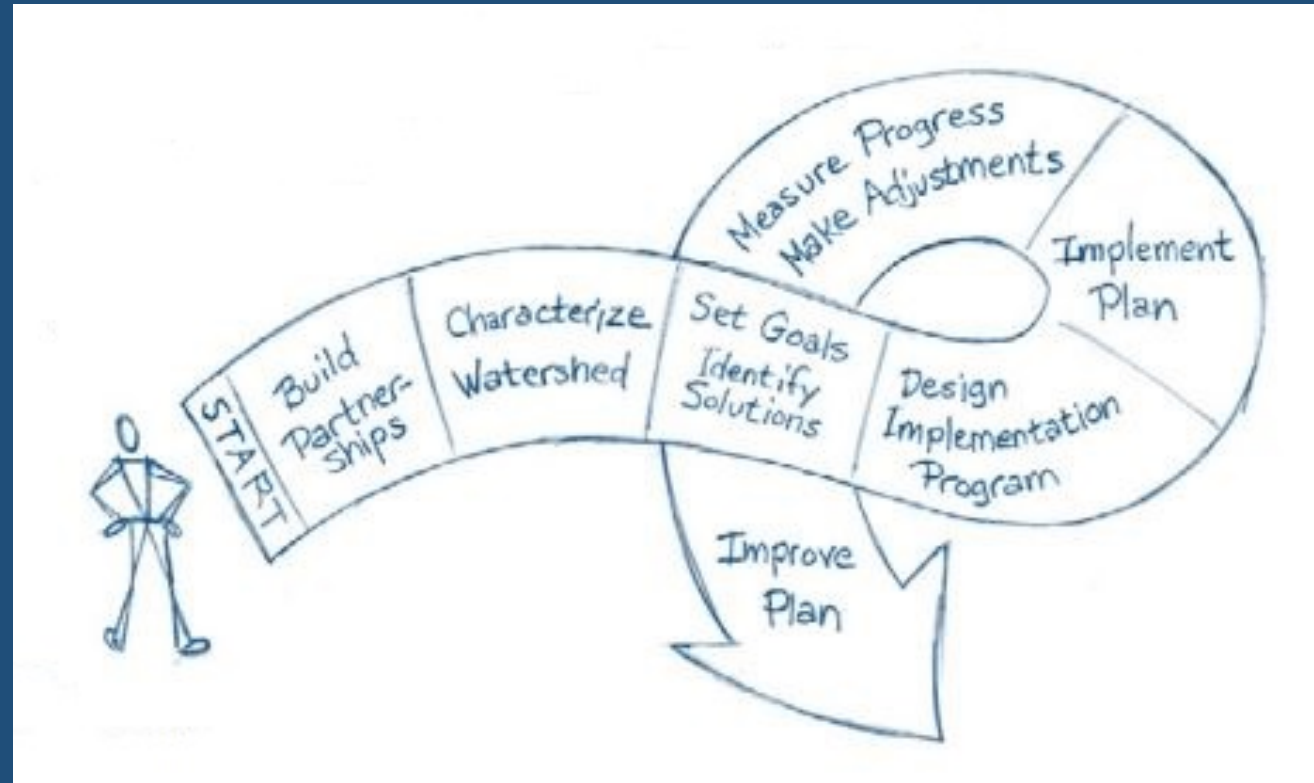 START
Build
Partner-
ships
Characterize
Watershed
Set Goals
Identify
Solutions
Design
Implementation
Program
Implement
Plan
Measure Progress
Make Adjustments
Improve
Plan